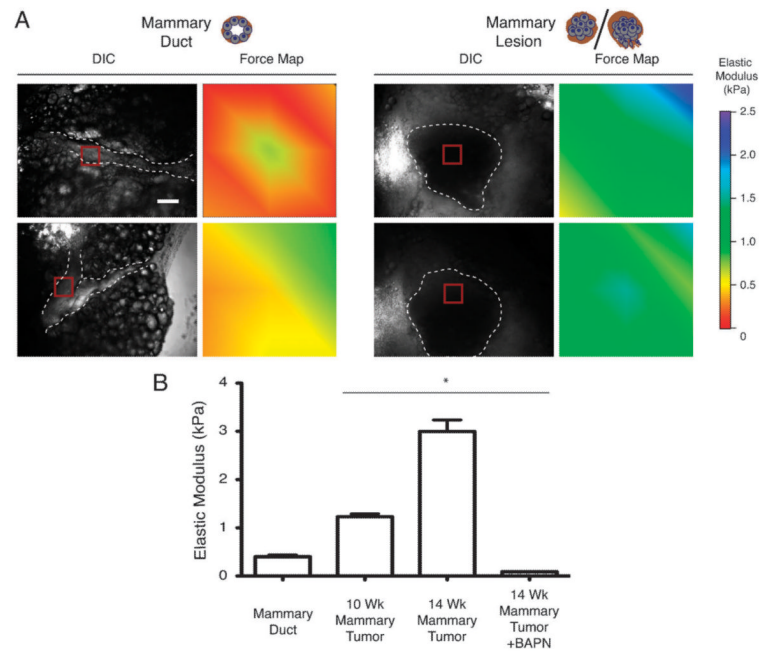 A
Mammary
Duct
Mammary
Lesion
DIC
Force Map
DIC
Force Map
Elastic
Modulus
(kPa)
2.5
2.0
1.5
1.0
0.5
0
B
*
Elastic Modulus (kPa)
4
3
2
1
0
Mammary
Duct
10 Wk
Mammary
Tumor
14 Wk
Mammary
Tumor
14 Wk
Mammary
Tumor
+BAPN